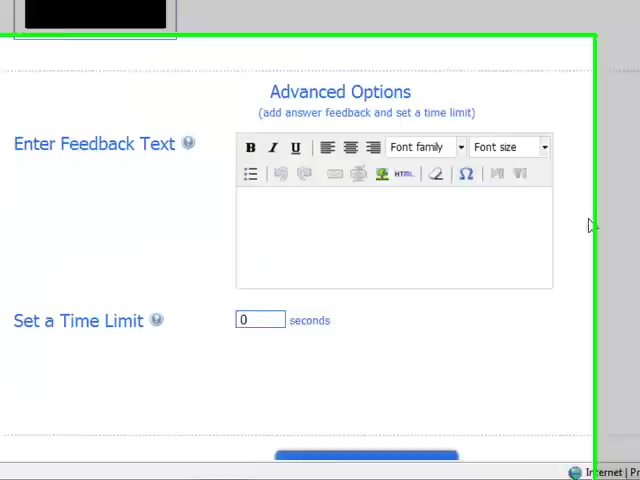 Advanced Options
(add answer feedback and set a time limit)
Enter Feedback Text ?
B I U Font family Font size
HTML Ω
Set a Time Limit ?
0 seconds
Internet | Pr